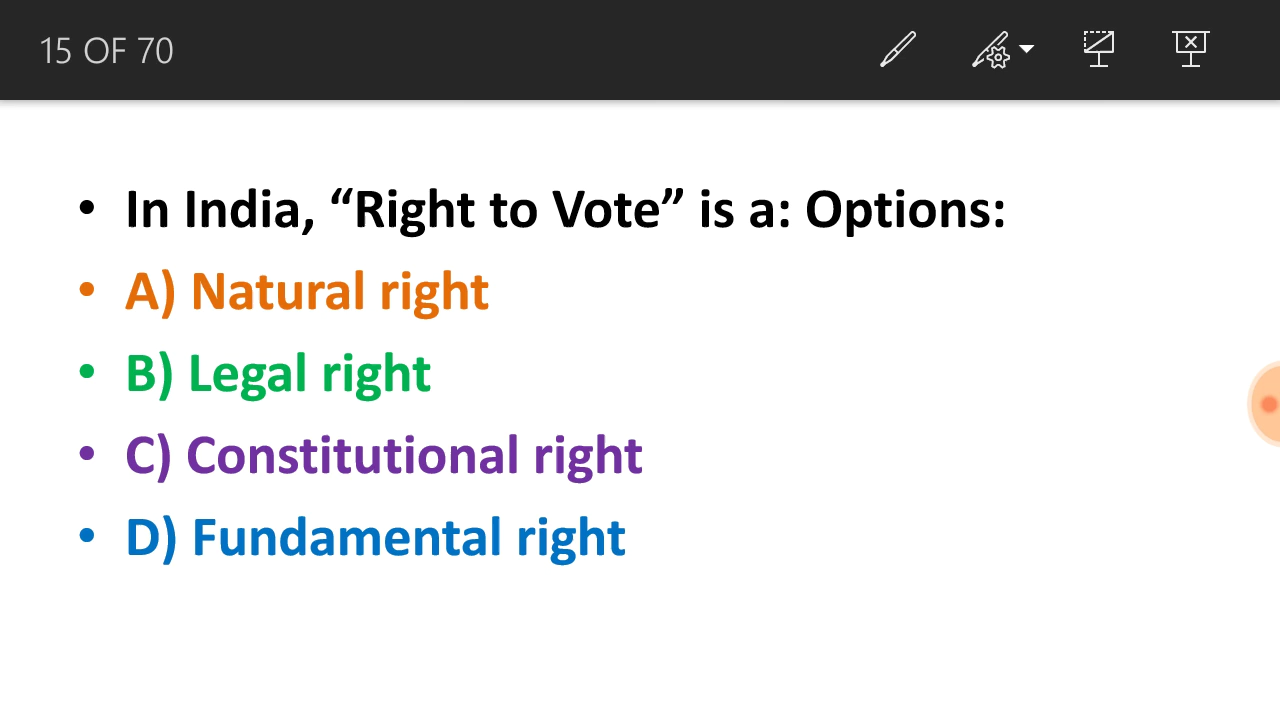 15 OF 70
• In India, “Right to Vote” is a: Options:
• A) Natural right
• B) Legal right
• C) Constitutional right
• D) Fundamental right